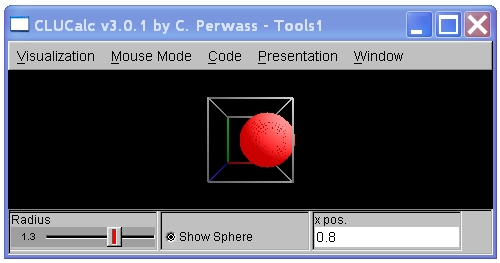 CLUCalc v3.0.1 by C. Perwass - Tools1
Visualization Mouse Mode Code Presentation Window
Radius
1.3
Show Sphere
x pos.
0.8